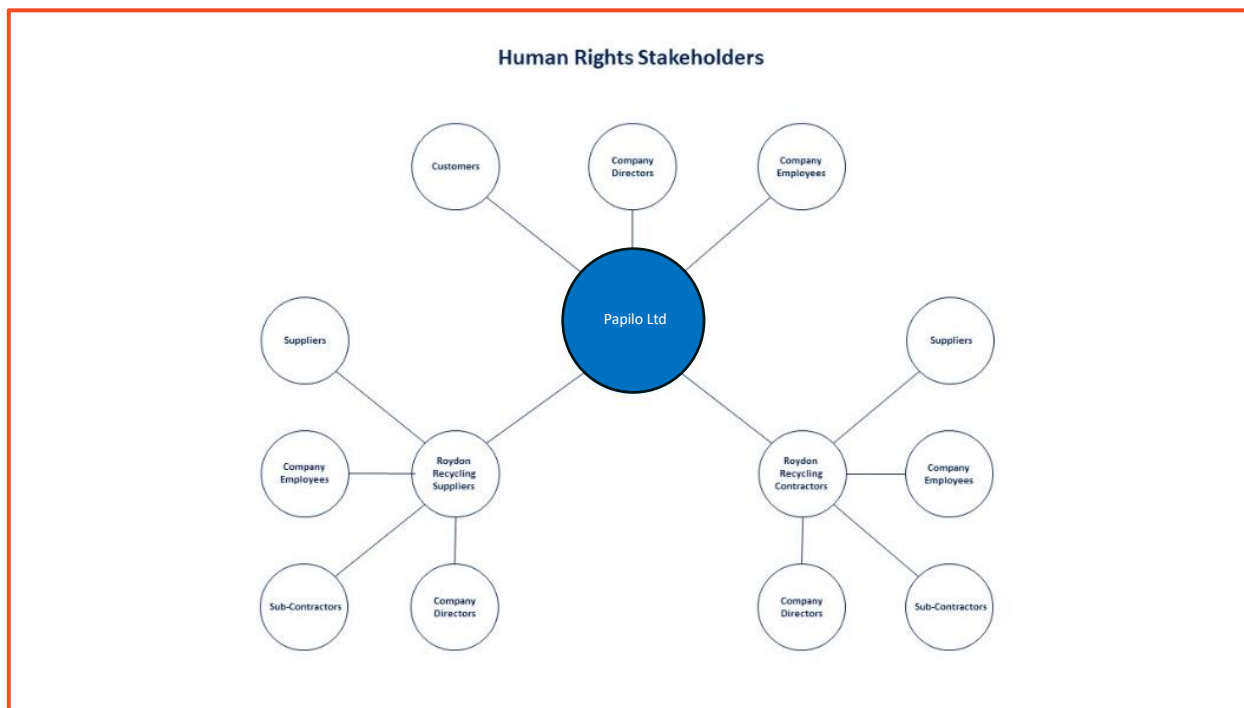 Human Rights Stakeholders
Customers
Company
Directors
Company
Employees
Papilo Ltd
Suppliers
Suppliers
Company
Employees
Roydon
Recycling
Suppliers
Roydon
Recycling
Contractors
Company
Employees
Sub-Contractors
Company
Directors
Company
Directors
Sub-Contractors